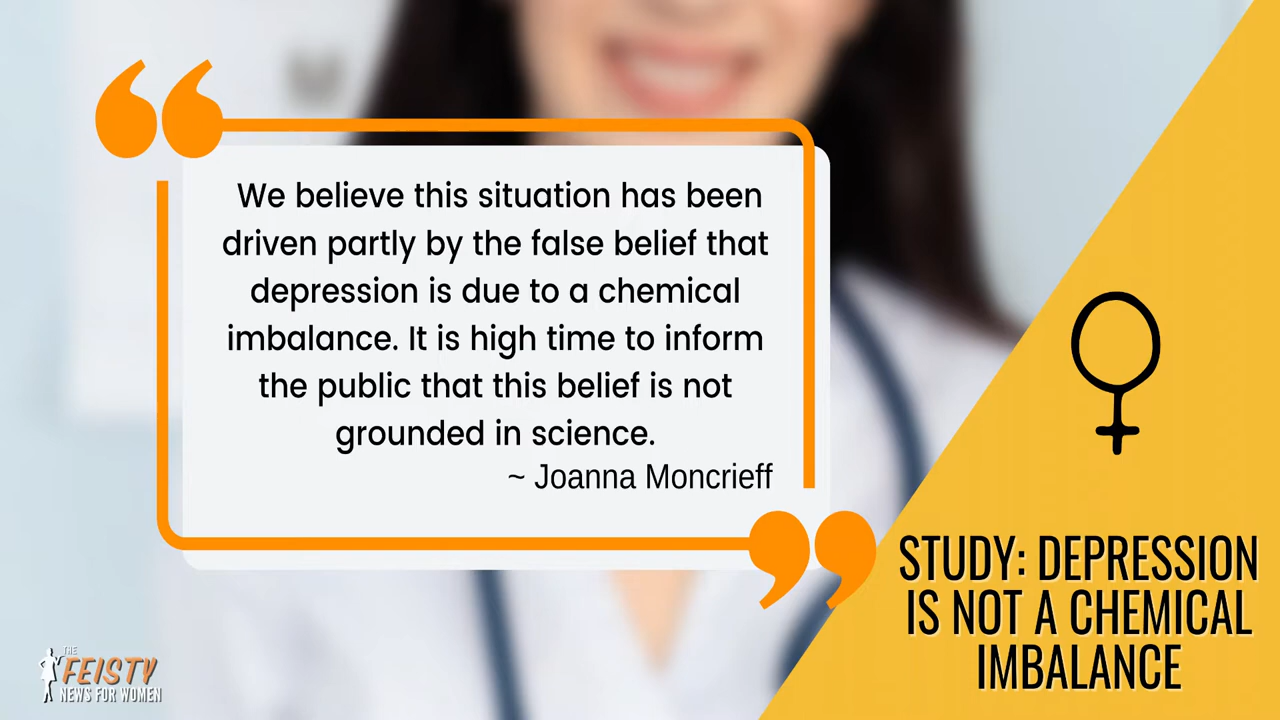 We believe this situation has been
driven partly by the false belief that
depression is due to a chemical
imbalance. It is high time to inform
the public that this belief is not
grounded in science.
~ Joanna Moncrieff
STUDY: DEPRESSION
IS NOT A CHEMICAL
IMBALANCE
THE
FEISTY
NEWS FOR WOMEN